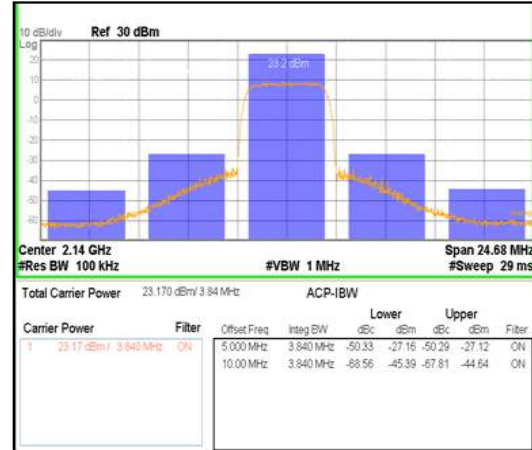 10 dB/div Ref 30 dBm
Log
20
10
0
-10
-20
-30
-40
-50
-60
23.2 dBm
Center 2.14 GHz Span 24.68 MHz
#Res BW 100 kHz #VBW 1 MHz #Sweep 29 ms
Total Carrier Power 23.170 dBm/ 3.84 MHz ACP-IBW
Lower Upper
Carrier Power Filter Offset Freq Integ BW dBc dBm dBc dBm Filter
1 23.17 dBm / 3.840 MHz ON 5.000 MHz 3.840 MHz -50.33 -27.16 -50.29 -27.12 ON
10.00 MHz 3.840 MHz -68.56 -45.39 -67.81 -44.64 ON